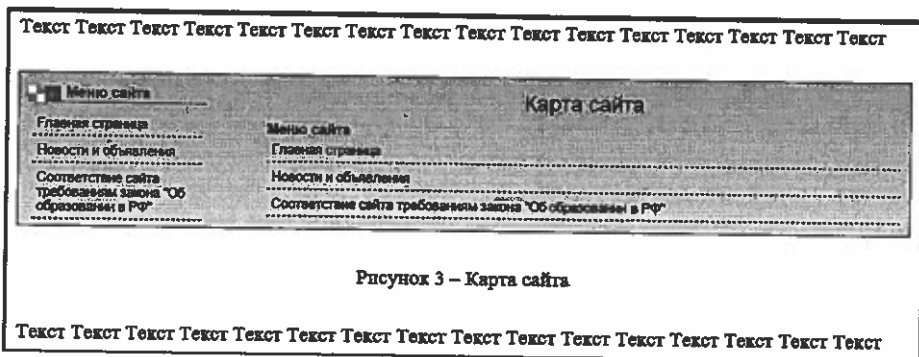 Текст Текст Текст Текст Текст Текст Текст Текст Текст Текст Текст Текст Текст Текст Текст Текст
Меню сайта
Главная страница
Новости и объявления
Соответствие сайта
требованиям закона "Об
образовании в РФ"
Карта сайта
Меню сайта
Главная страница
Новости и объявления
Соответствие сайта требованиям закона "Об образовании в РФ"
Рисунок 3 – Карта сайта
Текст Текст Текст Текст Текст Текст Текст Текст Текст Текст Текст Текст Текст Текст Текст Текст